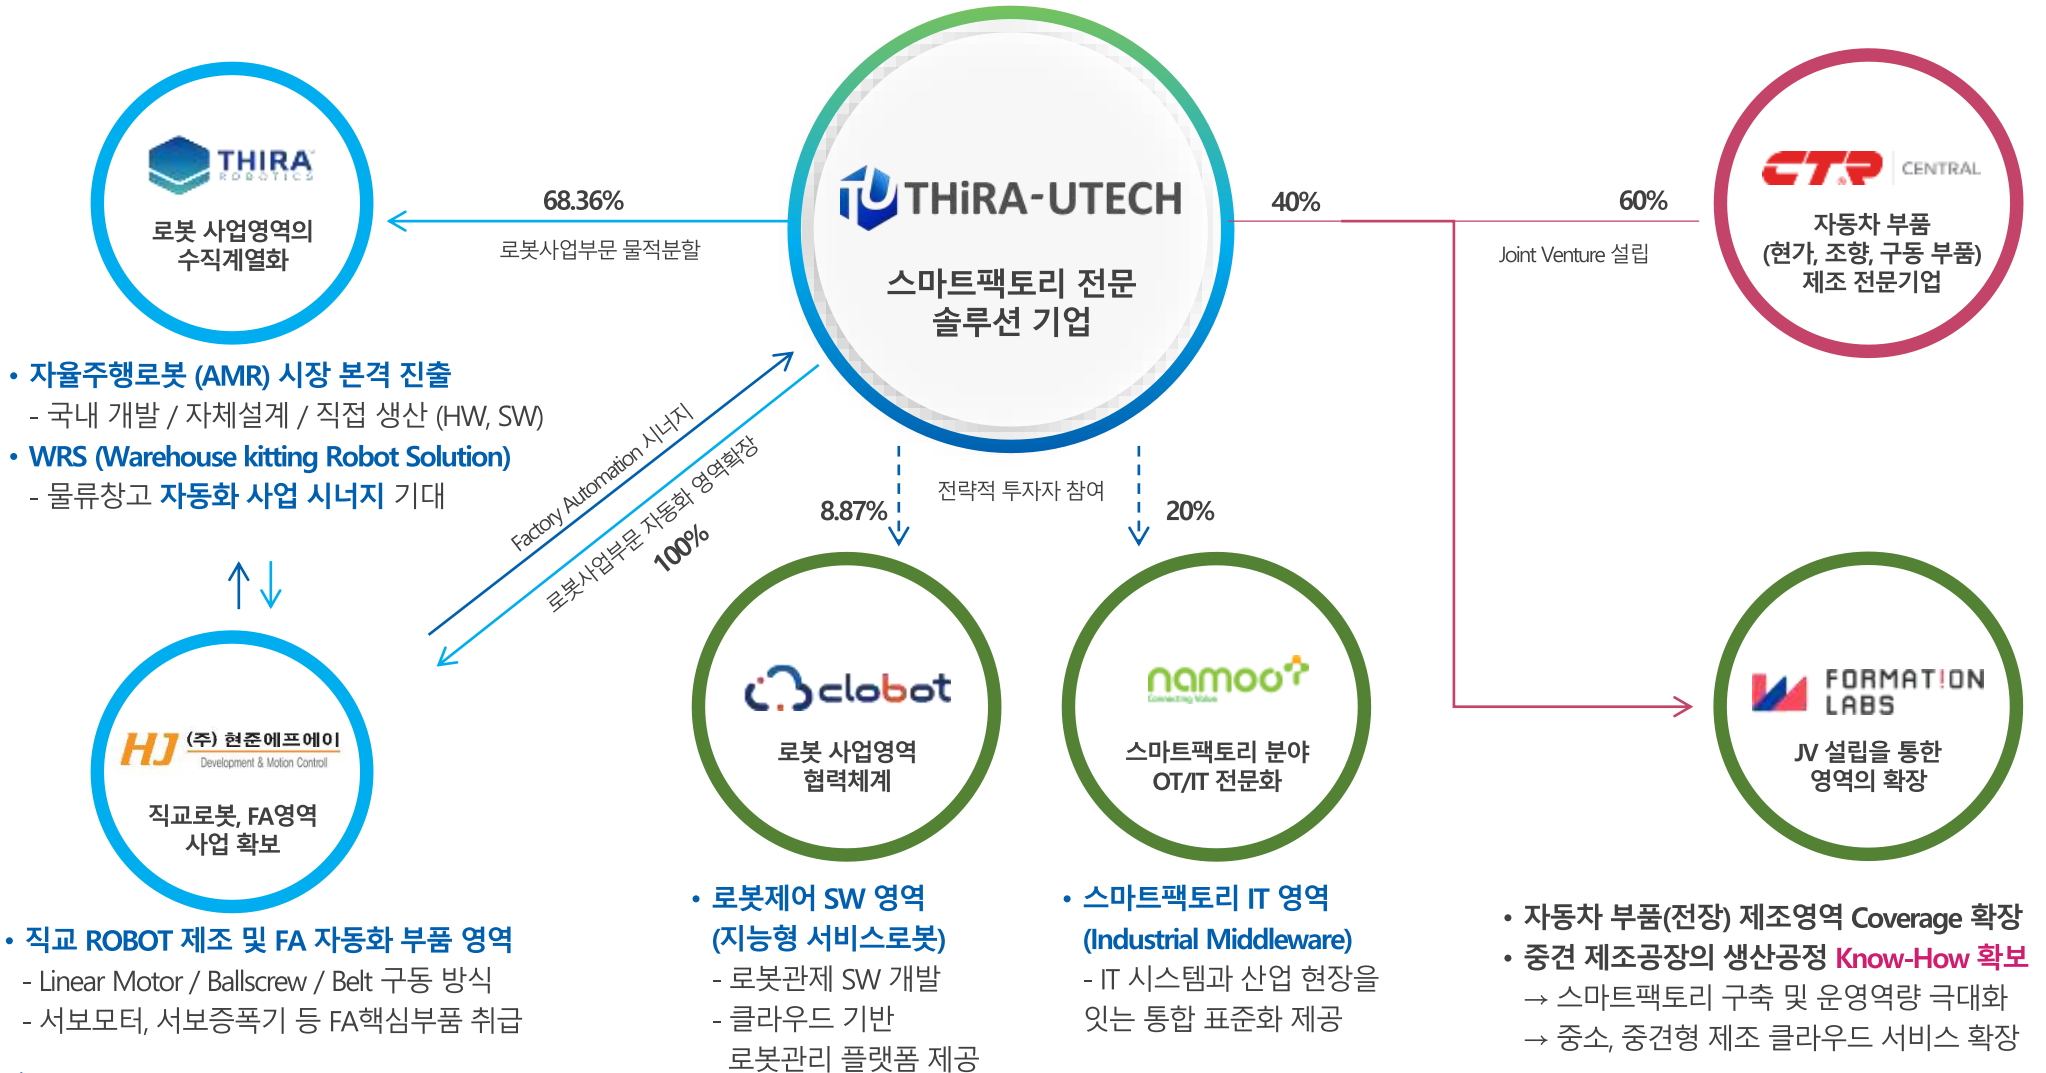 THIRA
ROBOTICS
로봇 사업영역의
수직계열화
68.36%
로봇사업부문 물적분할
THiRA-UTECH
스마트팩토리 전문
솔루션 기업
40%
60%
Joint Venture 설립
CTR CENTRAL
자동차 부품
(현가, 조향, 구동 부품)
제조 전문기업
• 자율주행로봇 (AMR) 시장 본격 진출
- 국내 개발 / 자체설계 / 직접 생산 (HW, SW)
• WRS (Warehouse kitting Robot Solution)
- 물류창고 자동화 사업 시너지 기대
Factory Automation 시너지
로봇사업부문 자동화 영역확장
100%
8.87%
전략적 투자자 참여
20%
HJ (주) 현준에프에이
Development & Motion Controll
직교로봇, FA영역
사업 확보
clobot
로봇 사업영역
협력체계
namoo
Connecting Value
스마트팩토리 분야
OT/IT 전문화
FORMAT!ON
LABS
JV 설립을 통한
영역의 확장
• 직교 ROBOT 제조 및 FA 자동화 부품 영역
- Linear Motor / Ballscrew / Belt 구동 방식
- 서보모터, 서보증폭기 등 FA핵심부품 취급
• 로봇제어 SW 영역
(지능형 서비스로봇)
- 로봇관제 SW 개발
- 클라우드 기반
로봇관리 플랫폼 제공
• 스마트팩토리 IT 영역
(Industrial Middleware)
- IT 시스템과 산업 현장을
잇는 통합 표준화 제공
• 자동차 부품(전장) 제조영역 Coverage 확장
• 중견 제조공장의 생산공정 Know-How 확보
→ 스마트팩토리 구축 및 운영역량 극대화
→ 중소, 중견형 제조 클라우드 서비스 확장